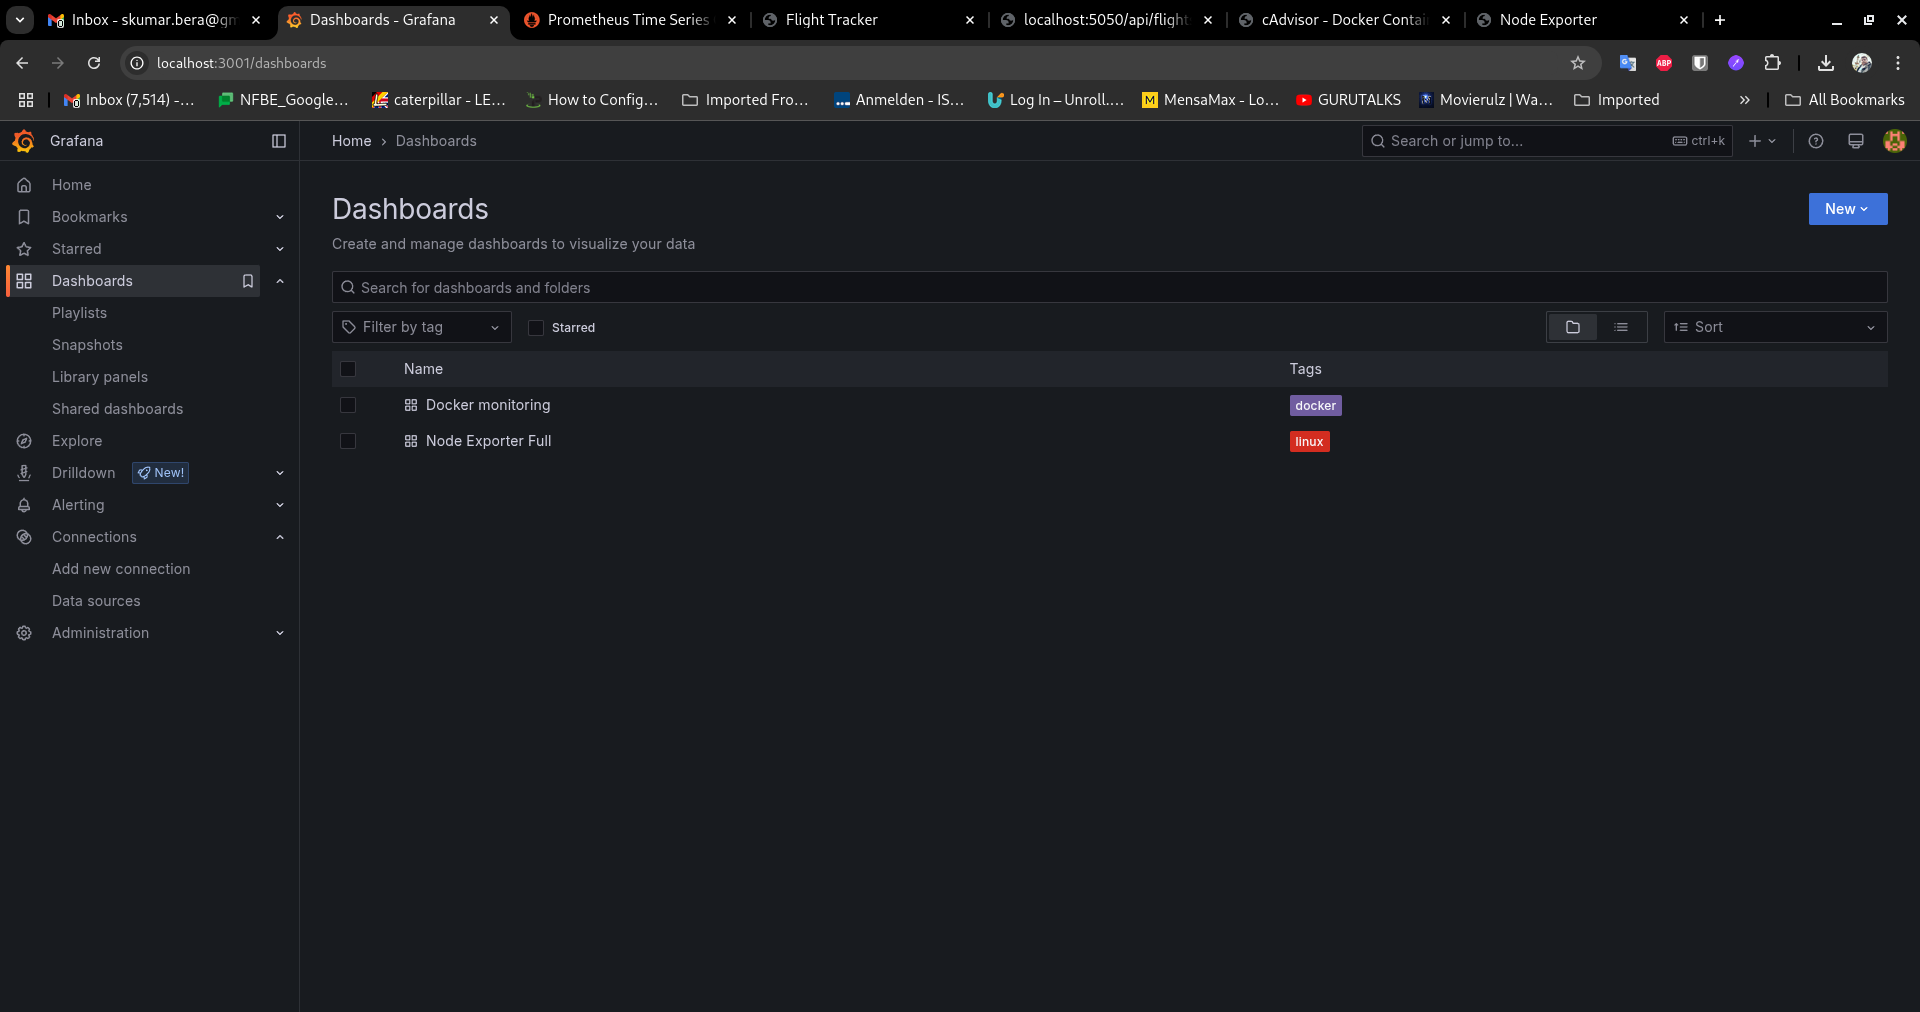 Inbox - skumar.bera@gm
Dashboards - Grafana
Prometheus Time Series
Flight Tracker
localhost:5050/api/flight
cAdvisor - Docker Contai
Node Exporter
localhost:3001/dashboards
ABP
Inbox (7,514) -...
NFBE_Google...
caterpillar - LE...
How to Config...
Imported Fro...
Anmelden - IS...
Log In – Unroll....
M MensaMax - Lo...
GURUTALKS
Movierulz | Wa...
Imported
All Bookmarks
Grafana
Home › Dashboards
Search or jump to...
ctrl+k
Home
Bookmarks
Starred
Dashboards
Playlists
Snapshots
Library panels
Shared dashboards
Explore
Drilldown New!
Alerting
Connections
Add new connection
Data sources
Administration
Dashboards
New
Create and manage dashboards to visualize your data
Search for dashboards and folders
Filter by tag
Starred
Sort
Name Tags
Docker monitoring docker
Node Exporter Full linux